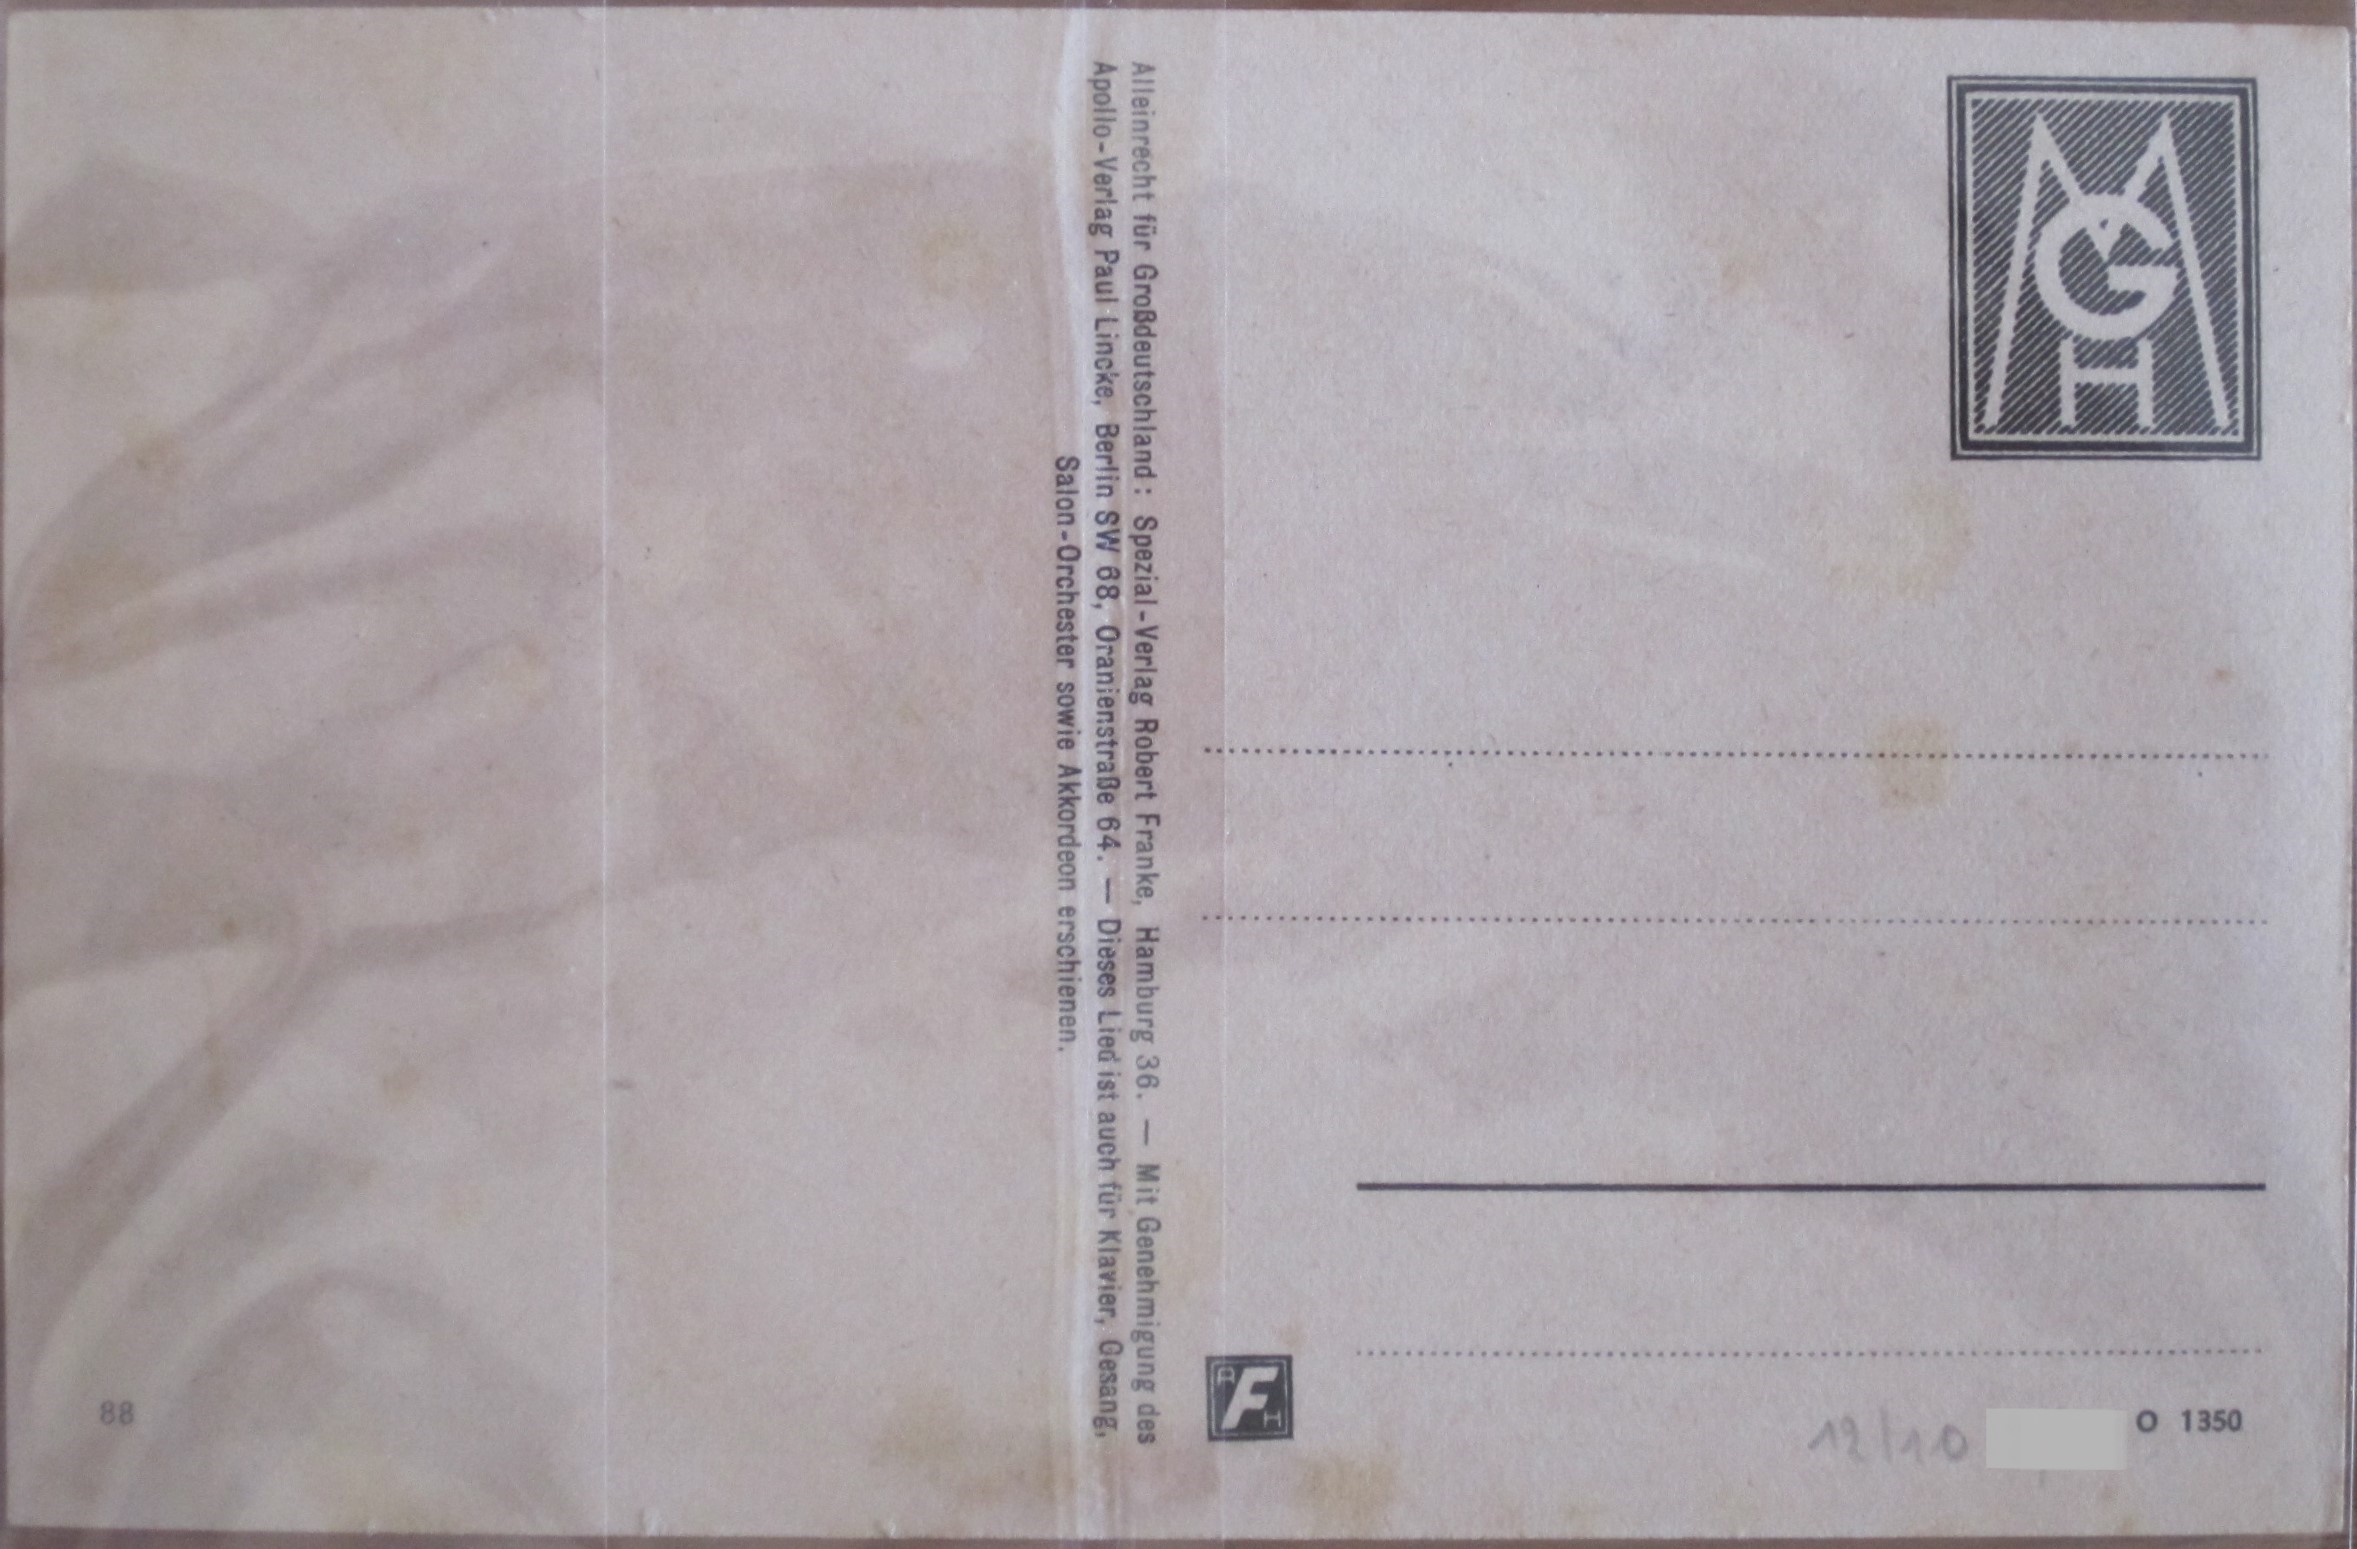 Alleinrecht für Großdeutschland: Spezial-Verlag Robert Franke, Hamburg 36. — Mit Genehmigung des
Apollo-Verlag Paul Lincke, Berlin SW 68, Oranienstraße 64. — Dieses Lied ist auch für Klavier, Gesang,
Salon-Orchester sowie Akkordeon erschienen.
MGH
RFH
88
12/10
O 1350